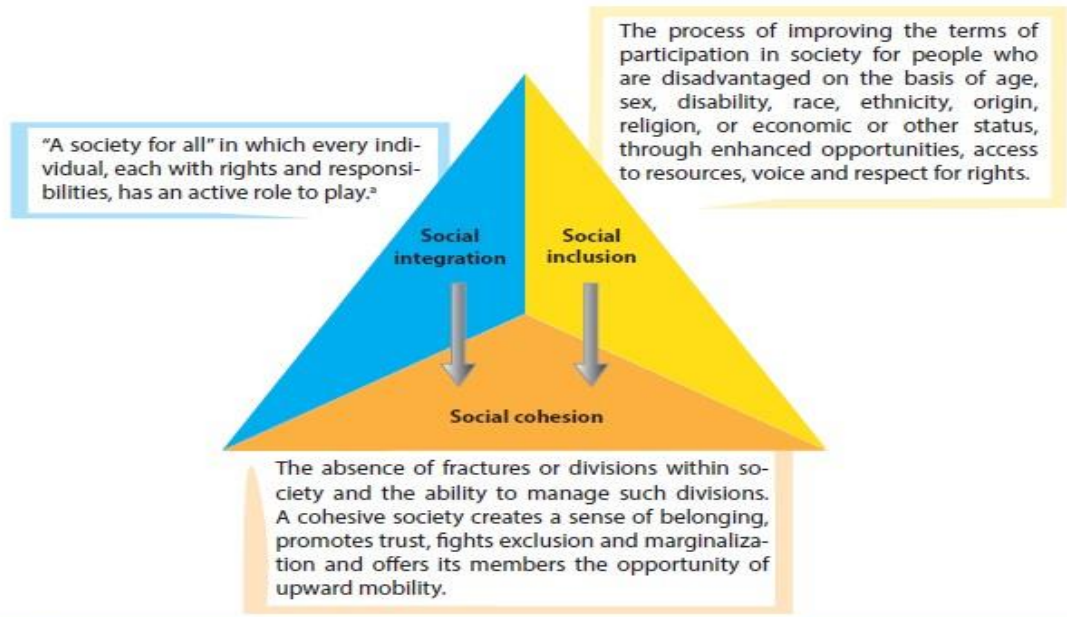 The process of improving the terms of
participation in society for people who
are disadvantaged on the basis of age,
sex, disability, race, ethnicity, origin,
religion, or economic or other status,
through enhanced opportunities, access
to resources, voice and respect for rights.
“A society for all” in which every indi-
vidual, each with rights and responsi-
bilities, has an active role to play.ᵃ
Social
integration
Social
inclusion
Social cohesion
The absence of fractures or divisions within so-
ciety and the ability to manage such divisions.
A cohesive society creates a sense of belonging,
promotes trust, fights exclusion and marginaliza-
tion and offers its members the opportunity of
upward mobility.